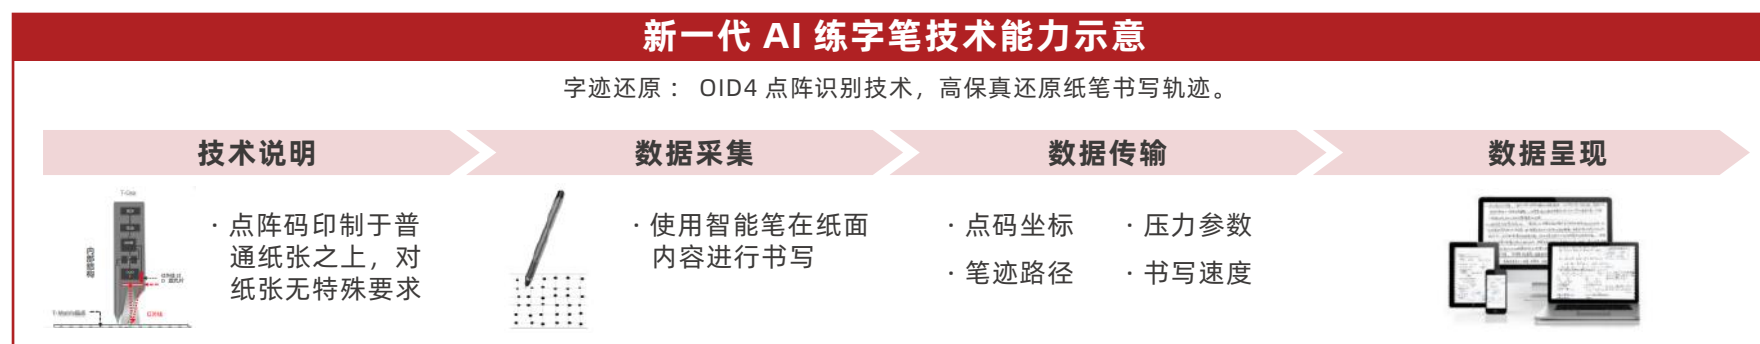 新一代 AI 练字笔技术能力示意
字迹还原： OID4 点阵识别技术，高保真还原纸笔书写轨迹。
技术说明
数据采集
数据传输
数据呈现
内部结构
· 点阵码印制于普
通纸张之上，对
纸张无特殊要求
· 使用智能笔在纸面
内容进行书写
· 点码坐标
· 压力参数
· 笔迹路径
· 书写速度